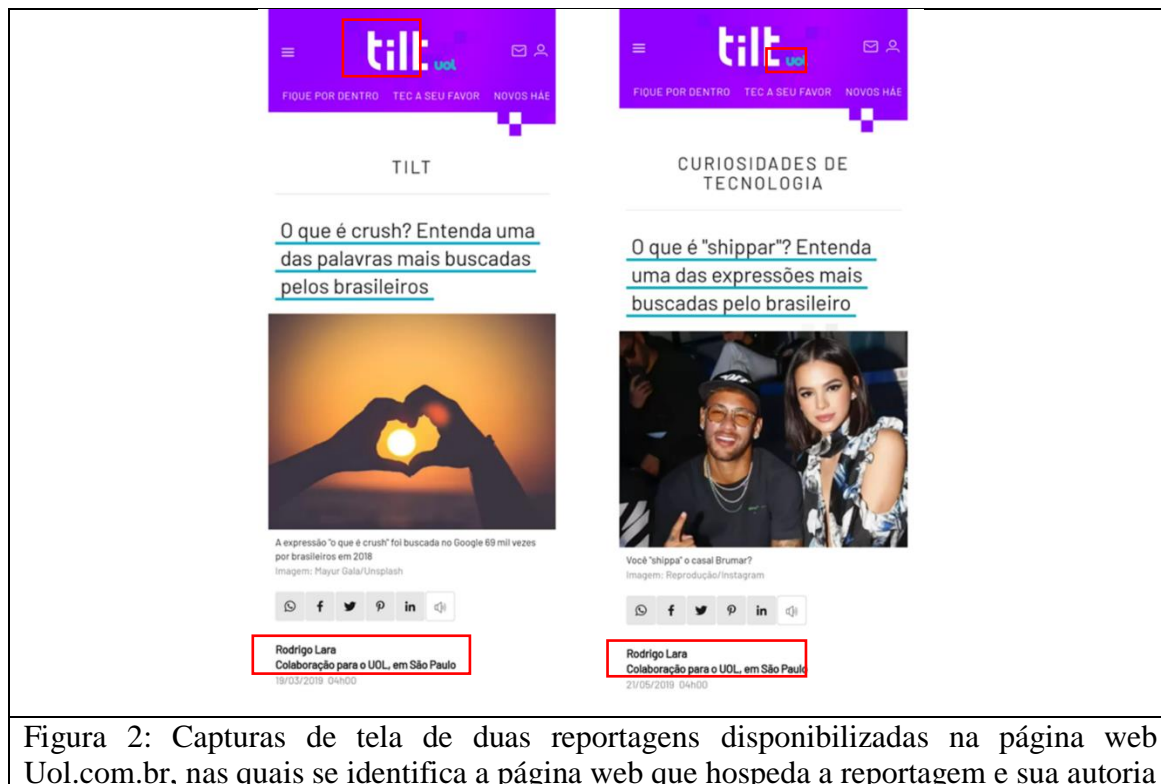 tilt
uol
FIQUE POR DENTRO TEC A SEU FAVOR NOVOS HÁB
TILT
O que é crush? Entenda uma
das palavras mais buscadas
pelos brasileiros
A expressão "o que é crush" foi buscada no Google 69 mil vezes
por brasileiros em 2018
Imagem: Mayur Gala/Unsplash
f
in
Rodrigo Lara
Colaboração para o UOL, em São Paulo
19/03/2019 04h00
tilt
uol
FIQUE POR DENTRO TEC A SEU FAVOR NOVOS HÁB
CURIOSIDADES DE
TECNOLOGIA
O que é "shippar"? Entenda
uma das expressões mais
buscadas pelo brasileiro
Você "shippa" o casal Brumar?
Imagem: Reprodução/Instagram
f
in
Rodrigo Lara
Colaboração para o UOL, em São Paulo
21/05/2019 04h00
Figura 2: Capturas de tela de duas reportagens disponibilizadas na página web
Uol.com.br, nas quais se identifica a página web que hospeda a reportagem e sua autoria